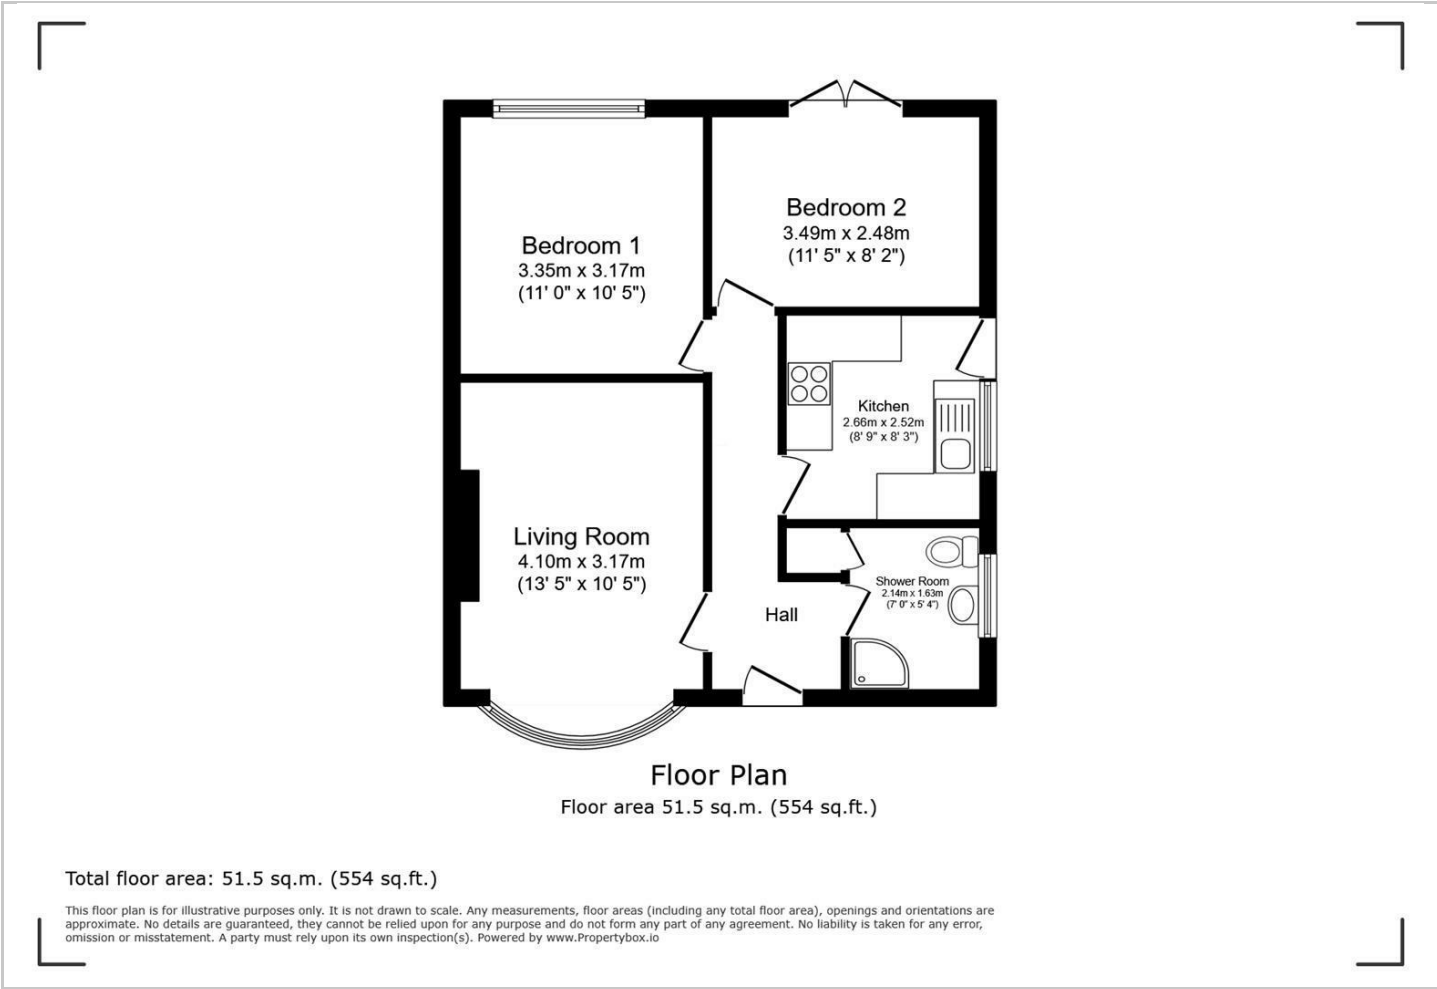 Bedroom 2
3.49m x 2.48m
(11' 5" x 8' 2")
Bedroom 1
3.35m x 3.17m
(11' 0" x 10' 5")
Kitchen
2.66m x 2.52m
(8' 9" x 8' 3")
Living Room
4.10m x 3.17m
(13' 5" x 10' 5")
Shower Room
2.14m x 1.63m
(7' 0" x 5' 4")
Hall
Floor Plan
Floor area 51.5 sq.m. (554 sq.ft.)
Total floor area: 51.5 sq.m. (554 sq.ft.)
This floor plan is for illustrative purposes only. It is not drawn to scale. Any measurements, floor areas (including any total floor area), openings and orientations are
approximate. No details are guaranteed, they cannot be relied upon for any purpose and do not form any part of any agreement. No liability is taken for any error,
omission or misstatement. A party must rely upon its own inspection(s). Powered by www.Propertybox.io